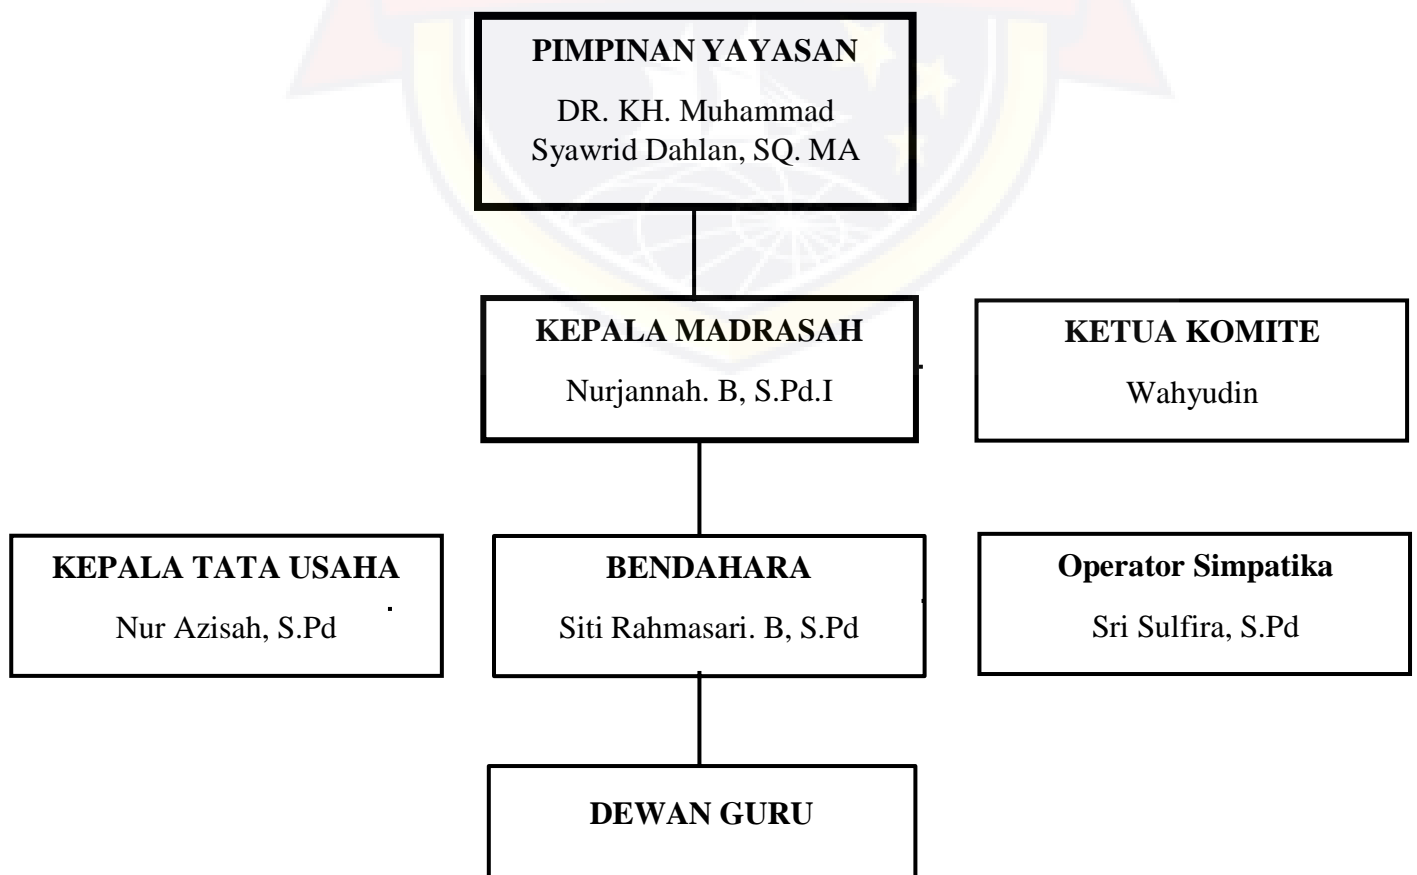 PIMPINAN YAYASAN
DR. KH. Muhammad
Syawrid Dahlan, SQ. MA
KEPALA MADRASAH
Nurjannah. B, S.Pd.I
KETUA KOMITE
Wahyudin
KEPALA TATA USAHA
Nur Azisah, S.Pd
BENDAHARA
Siti Rahmasari. B, S.Pd
Operator Simpatika
Sri Sulfira, S.Pd
DEWAN GURU